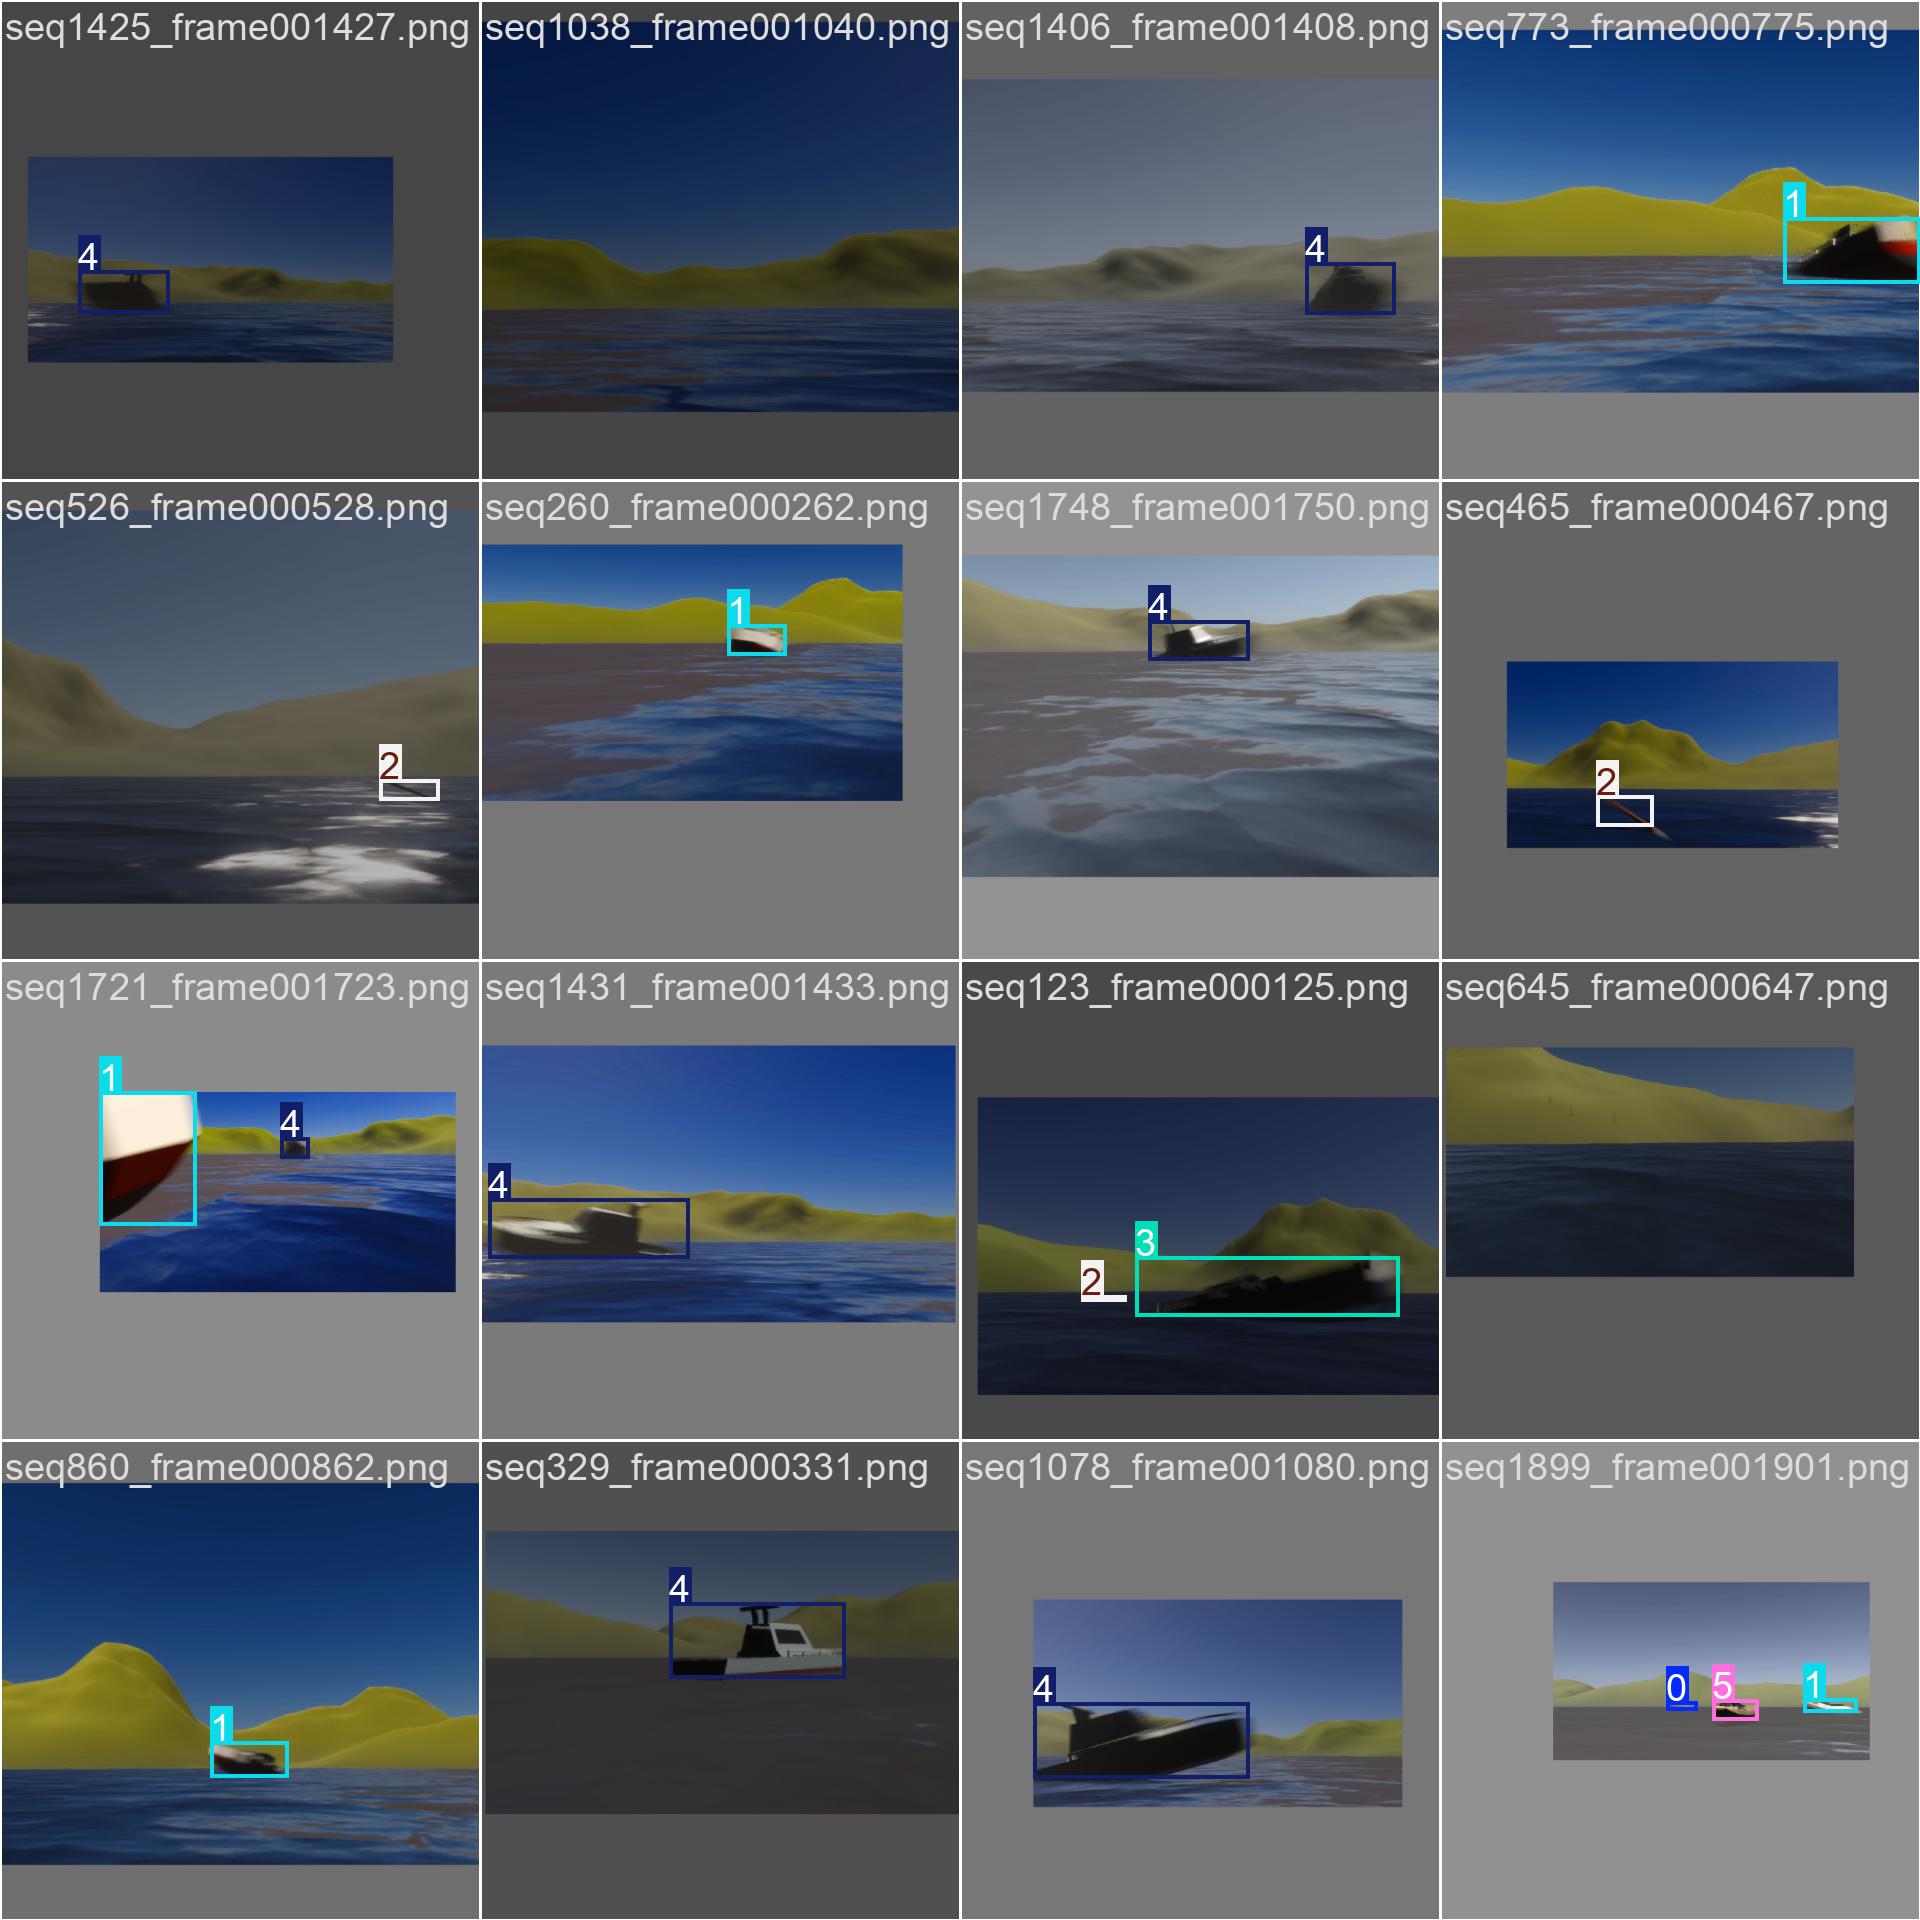 seq1425_frame001427.png
seq1038_frame001040.png
seq1406_frame001408.png
seq773_frame000775.png
4
4
1
seq526_frame000528.png
seq260_frame000262.png
seq1748_frame001750.png
seq465_frame000467.png
2
1
4
2
seq1721_frame001723.png
seq1431_frame001433.png
seq123_frame000125.png
seq645_frame000647.png
1
4
4
2
3
seq860_frame000862.png
seq329_frame000331.png
seq1078_frame001080.png
seq1899_frame001901.png
1
4
4
0
5
1